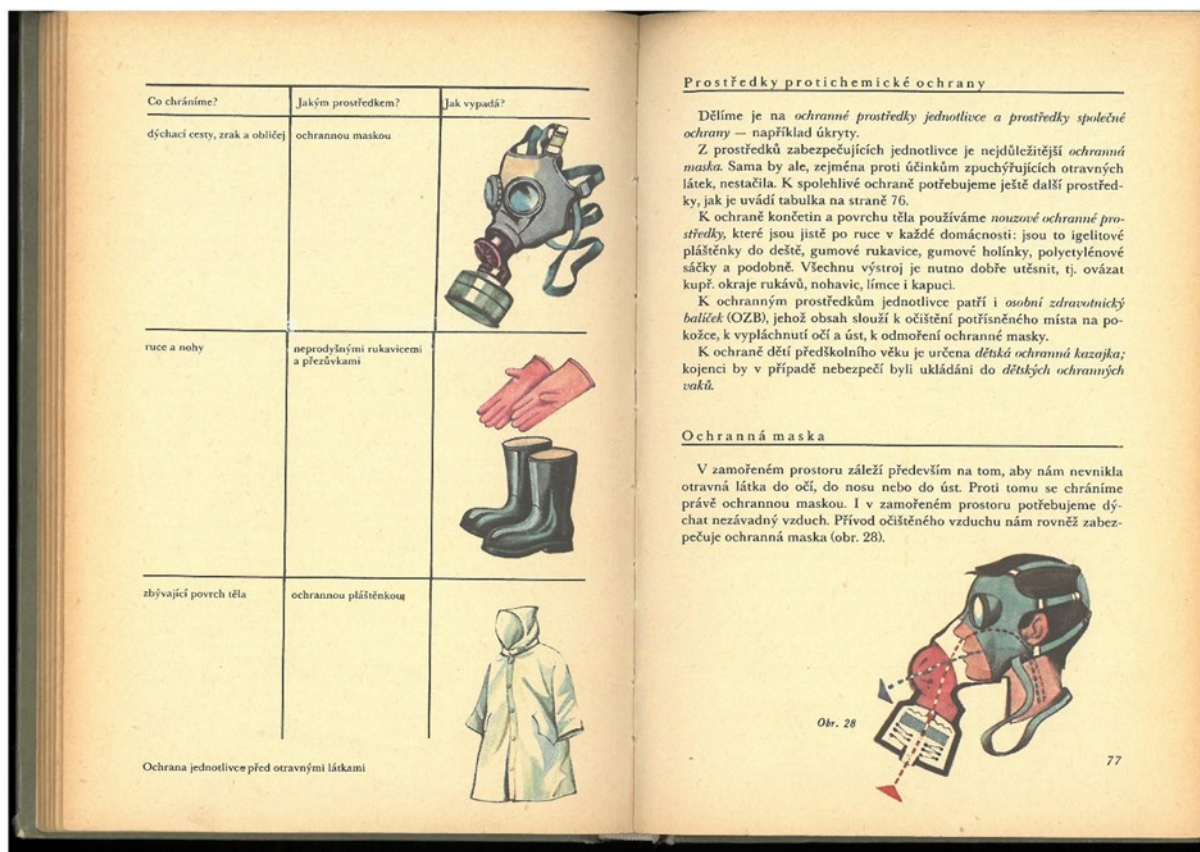 Co chráníme?
Jakým prostředkem?
Jak vypadá?
dýchací cesty, zrak a obličej
ochrannou maskou
ruce a nohy
neprodyšnými rukavicemi
a přezůvkami
zbývající povrch těla
ochrannou pláštěnkou
Ochrana jednotlivce před otravnými látkami
Prostředky protichemické ochrany
Dělíme je na ochranné prostředky jednotlivce a prostředky společné
ochrany — například úkryty.
Z prostředků zabezpečujících jednotlivce je nejdůležitější ochranná
maska. Sama by ale, zejména proti účinkům zpuchýřujících otravných
látek, nestačila. K spolehlivé ochraně potřebujeme ještě další prostřed-
ky, jak je uvádí tabulka na straně 76.
K ochraně končetin a povrchu těla používáme nouzové ochranné pro-
středky, které jsou jistě po ruce v každé domácnosti: jsou to igelitové
pláštěnky do deště, gumové rukavice, gumové holínky, polyetylénové
sáčky a podobně. Všechnu výstroj je nutno dobře utěsnit, tj. ovázat
kupř. okraje rukávů, nohavic, límce i kapuci.
K ochranným prostředkům jednotlivce patří i osobní zdravotnický
balíček (OZB), jehož obsah slouží k očištění potřísněného místa na po-
kožce, k vypláchnutí očí a úst, k odmoření ochranné masky.
K ochraně dětí předškolního věku je určena dětská ochranná kazajka;
kojenci by v případě nebezpečí byli ukládáni do dětských ochranných
vaků.
Ochranná maska
V zamořeném prostoru záleží především na tom, aby nám nevnikla
otravná látka do očí, do nosu nebo do úst. Proti tomu se chráníme
právě ochrannou maskou. I v zamořeném prostoru potřebujeme dý-
chat nezávadný vzduch. Přívod očištěného vzduchu nám rovněž zabez-
pečuje ochranná maska (obr. 28).
Obr. 28
77